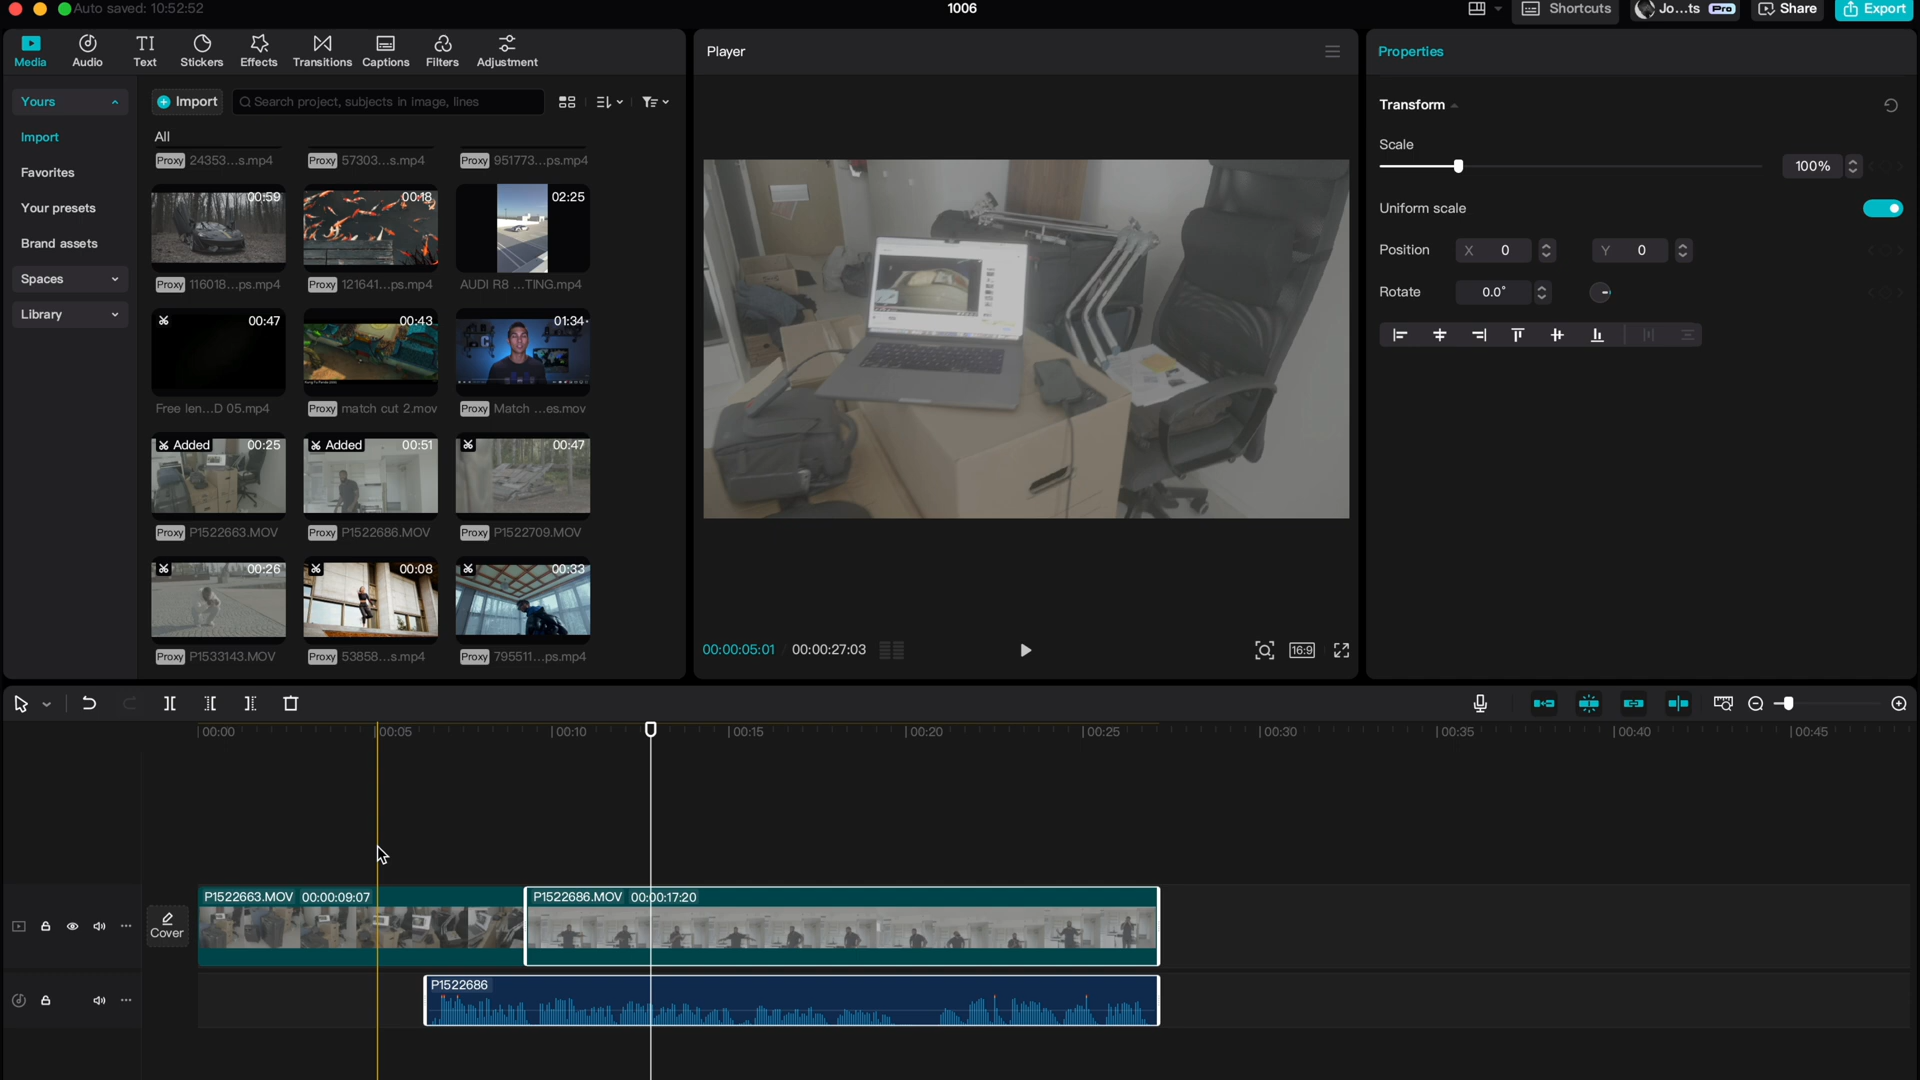 Auto saved: 10:52:52
1006
Shortcuts
Jo...ts Pro
Share
Export
Media
Audio
TI
Text
Stickers
Effects
Transitions
Captions
Filters
Adjustment
Yours
Import
Favorites
Your presets
Brand assets
Spaces
Library
Import
Search project, subjects in image, lines
All
Proxy 24353...s.mp4
Proxy 57303...s.mp4
Proxy 951773...ps.mp4
00:59
00:18
02:25
Proxy 116018...ps.mp4
Proxy 121641...ps.mp4
AUDI R8 ...TING.mp4
00:47
00:43
01:34
Free len...D 05.mp4
Proxy match cut 2.mov
Proxy Match ...es.mov
Added 00:25
Added 00:51
00:47
Proxy P1522663.MOV
Proxy P1522686.MOV
Proxy P1522709.MOV
00:26
00:08
00:33
Proxy P1533143.MOV
Proxy 53858...s.mp4
Proxy 795511...ps.mp4
Player
00:00:05:01 / 00:00:27:03
16:9
Properties
Transform
Scale
100%
Uniform scale
Position X 0 Y 0
Rotate 0.0°
00:00 00:05 00:10 00:15 00:20 00:25 00:30 00:35 00:40 00:45
Cover
P1522663.MOV 00:00:09:07
P1522686.MOV 00:00:17:20
P1522686